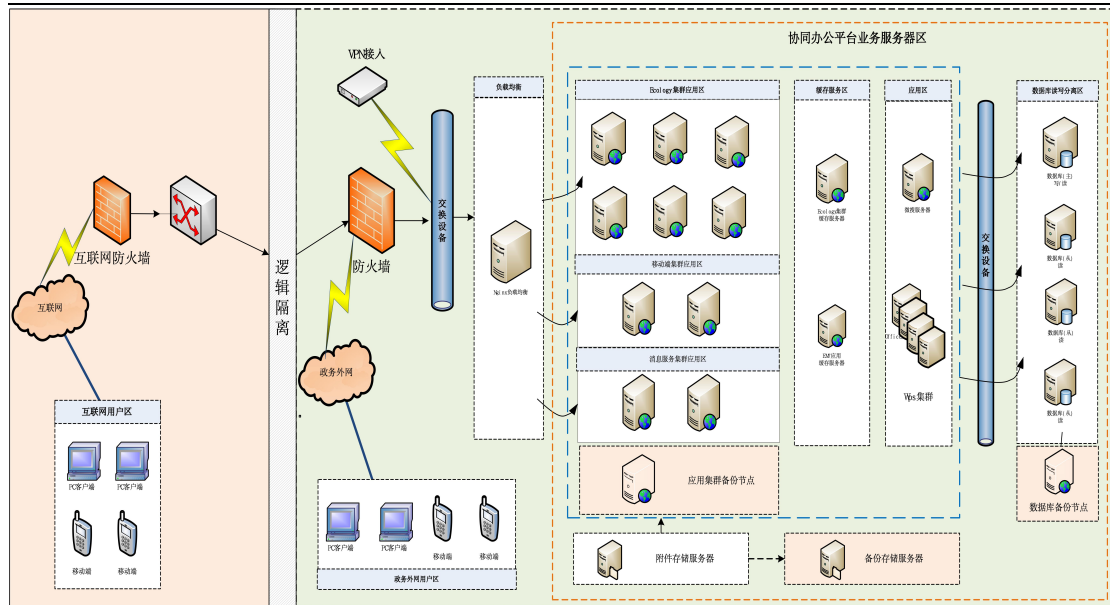 协同办公平台业务服务器区
VPN接入
负载均衡
Ecology集群应用区
缓存服务区
应用区
数据库读写分离区
数据库(主)
写/读
Ecology集群
缓存服务器
微搜服务器
交
换
设
备
交
换
设
备
互联网防火墙
逻
辑
隔
离
防火墙
数据库(从)
读
移动端集群应用区
Nginx负载均衡
互联网
数据库(从)
读
Office
消息服务集群应用区
EMP应用
缓存服务器
政务外网
Wps集群
数据库(从)
读
互联网用户区
PC客户端
PC客户端
移动端
移动端
应用集群备份节点
数据库备份节点
PC客户端
PC客户端
移动端
移动端
政务外网用户区
附件存储服务器
备份存储服务器